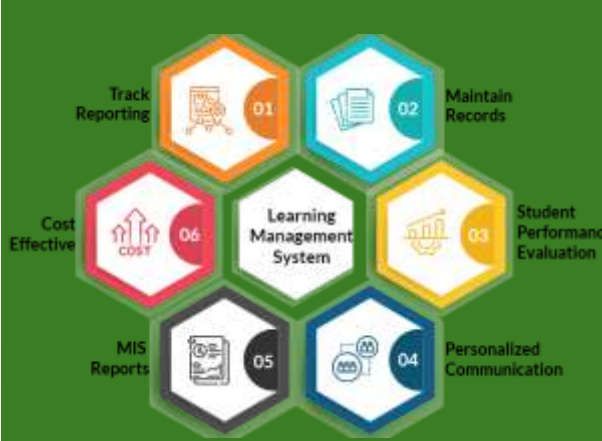 Track
Reporting
01
02
Maintain
Records
Cost
Effective
COST
06
Learning
Management
System
03
Student
Performanc
Evaluation
MIS
Reports
05
04
Personalized
Communication